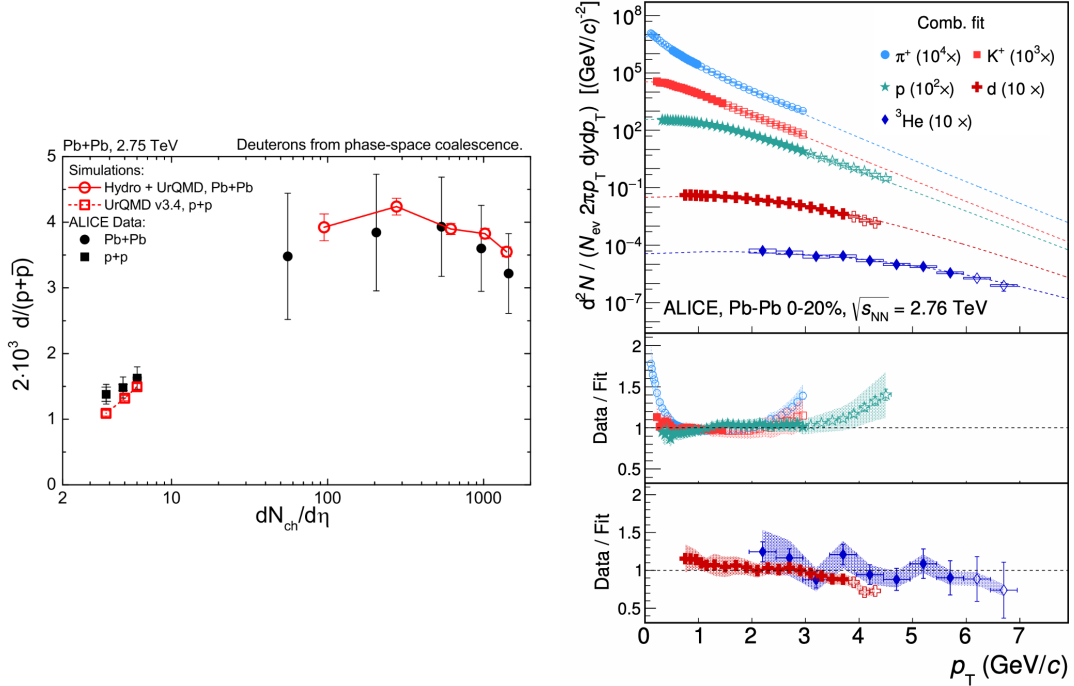 Pb+Pb, 2.75 TeV
Deuterons from phase-space coalescence.
Simulations:
Hydro + UrQMD, Pb+Pb
UrQMD v3.4, p+p
ALICE Data:
Pb+Pb
p+p
2·10³ d/(p+p̅)
5
4
3
2
1
0
2
10
100
1000
dN_ch/dη
d²N / (N_ev 2πp_T dydp_T) [(GeV/c)⁻²]
10⁸
10⁵
10²
10⁻¹
10⁻⁴
10⁻⁷
Comb. fit
π⁺ (10⁴×)
K⁺ (10³×)
p (10²×)
d (10 ×)
³He (10 ×)
ALICE, Pb-Pb 0-20%, √s_NN = 2.76 TeV
Data / Fit
2
1.5
1
0.5
Data / Fit
2
1.5
1
0.5
0
1
2
3
4
5
6
7
p_T (GeV/c)